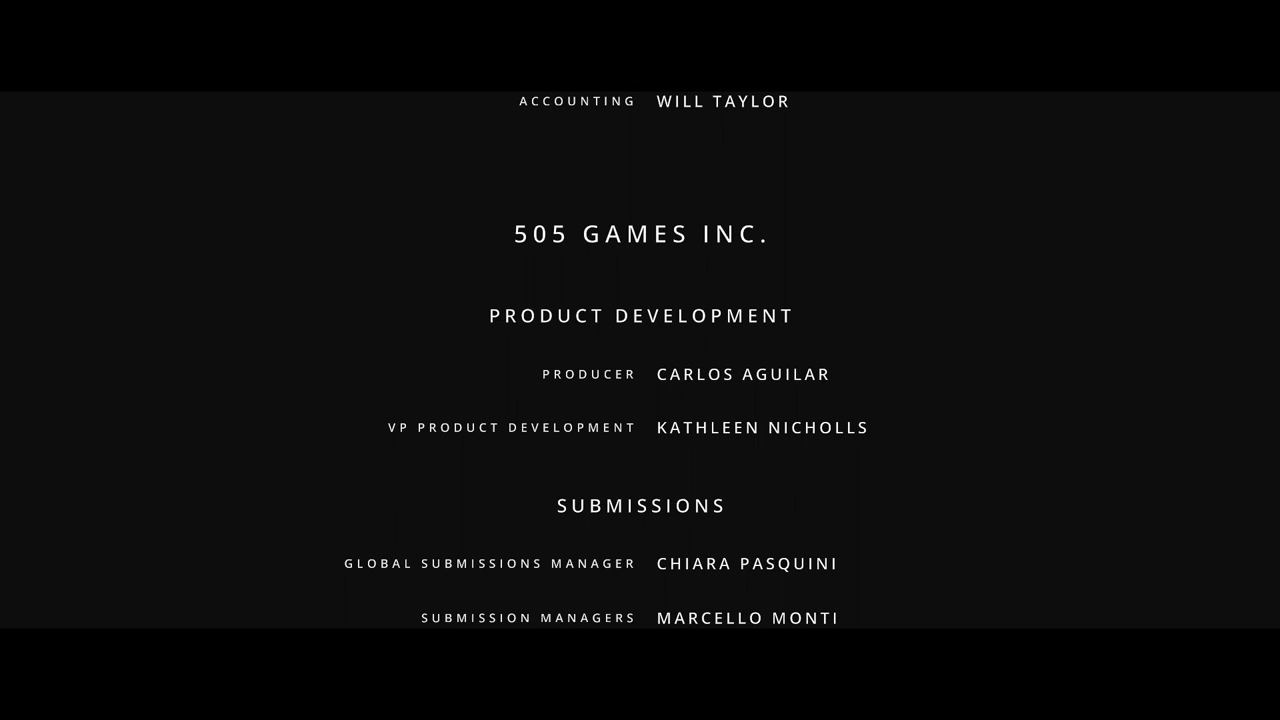 ACCOUNTING WILL TAYLOR
505 GAMES INC.
PRODUCT DEVELOPMENT
PRODUCER CARLOS AGUILAR
VP PRODUCT DEVELOPMENT KATHLEEN NICHOLLS
SUBMISSIONS
GLOBAL SUBMISSIONS MANAGER CHIARA PASQUINI
SUBMISSION MANAGERS MARCELLO MONTI